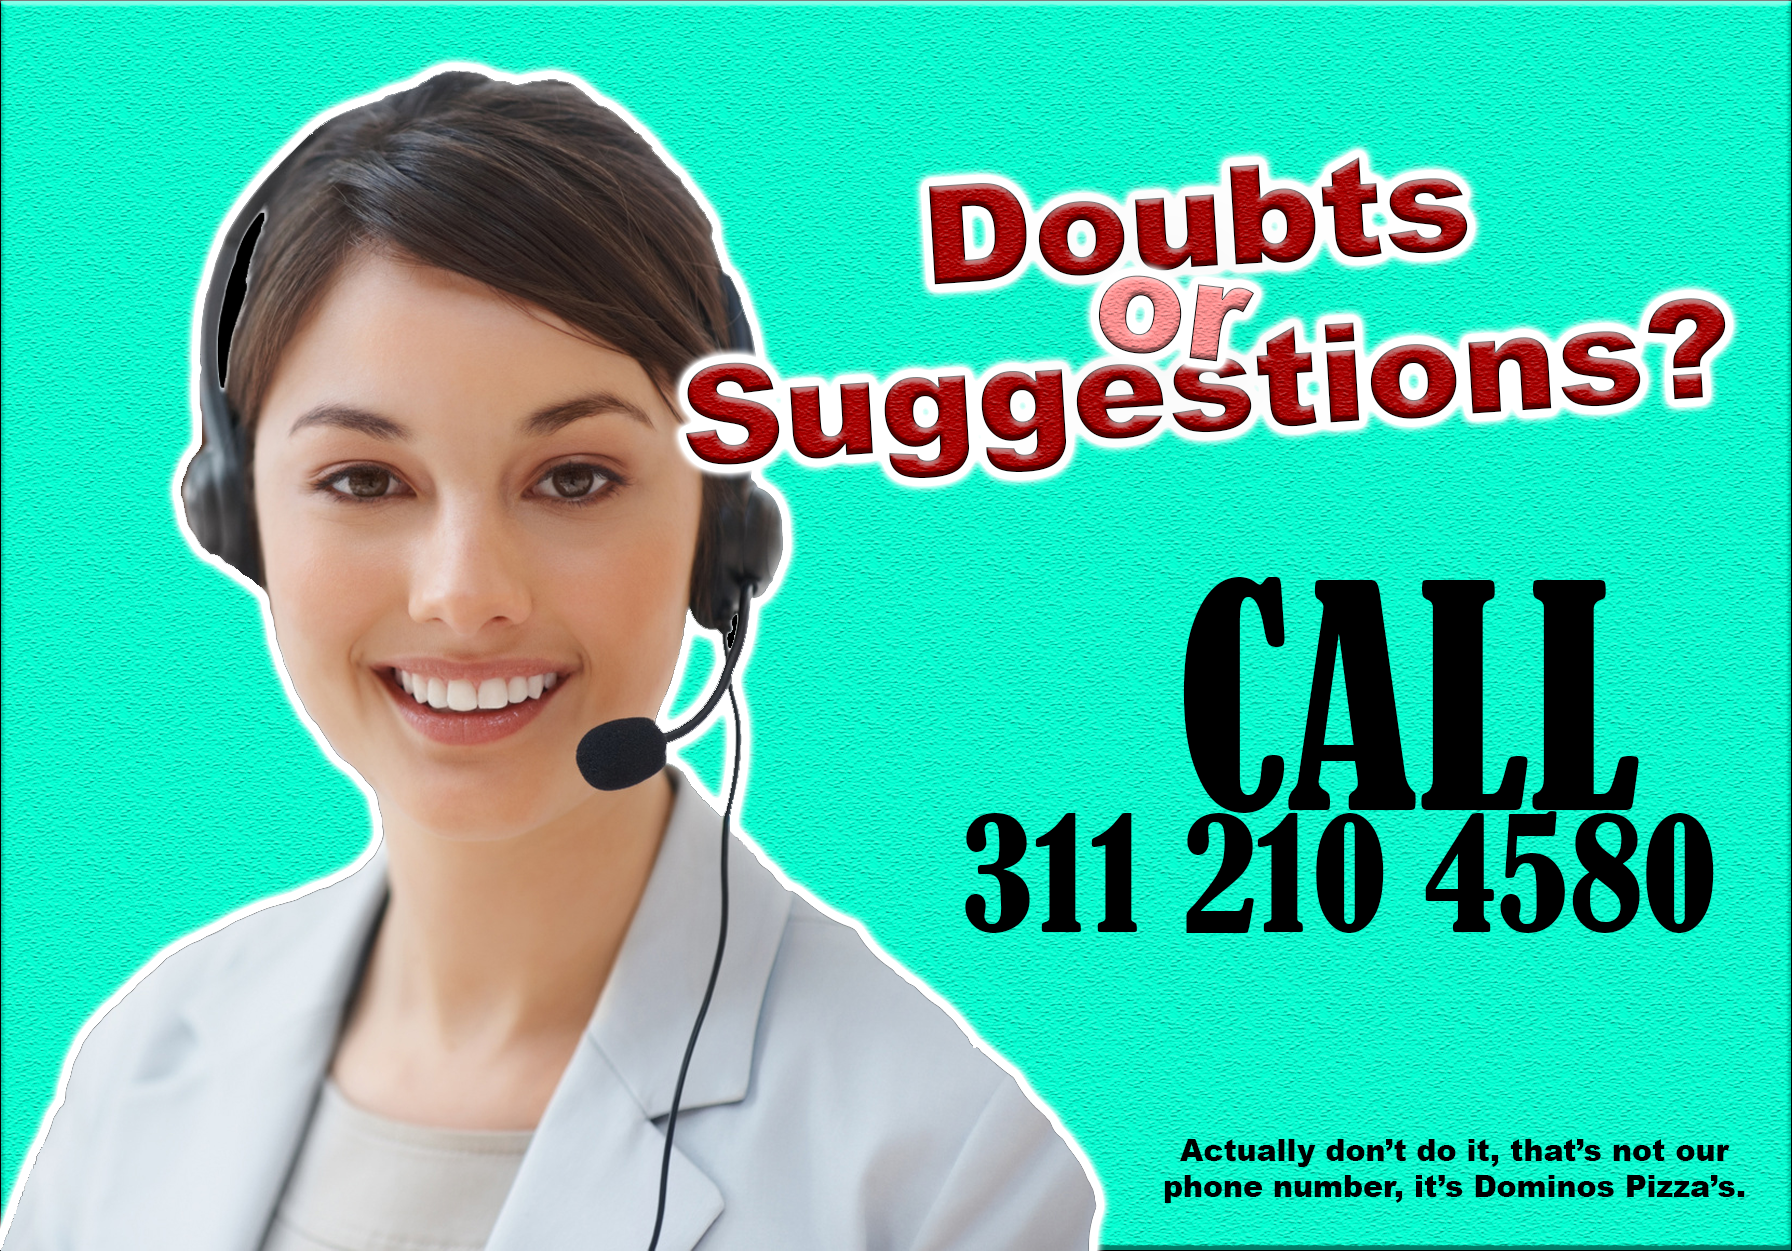 Doubts
or
Suggestions?
CALL
311 210 4580
Actually don’t do it, that’s not our
phone number, it’s Dominos Pizza’s.